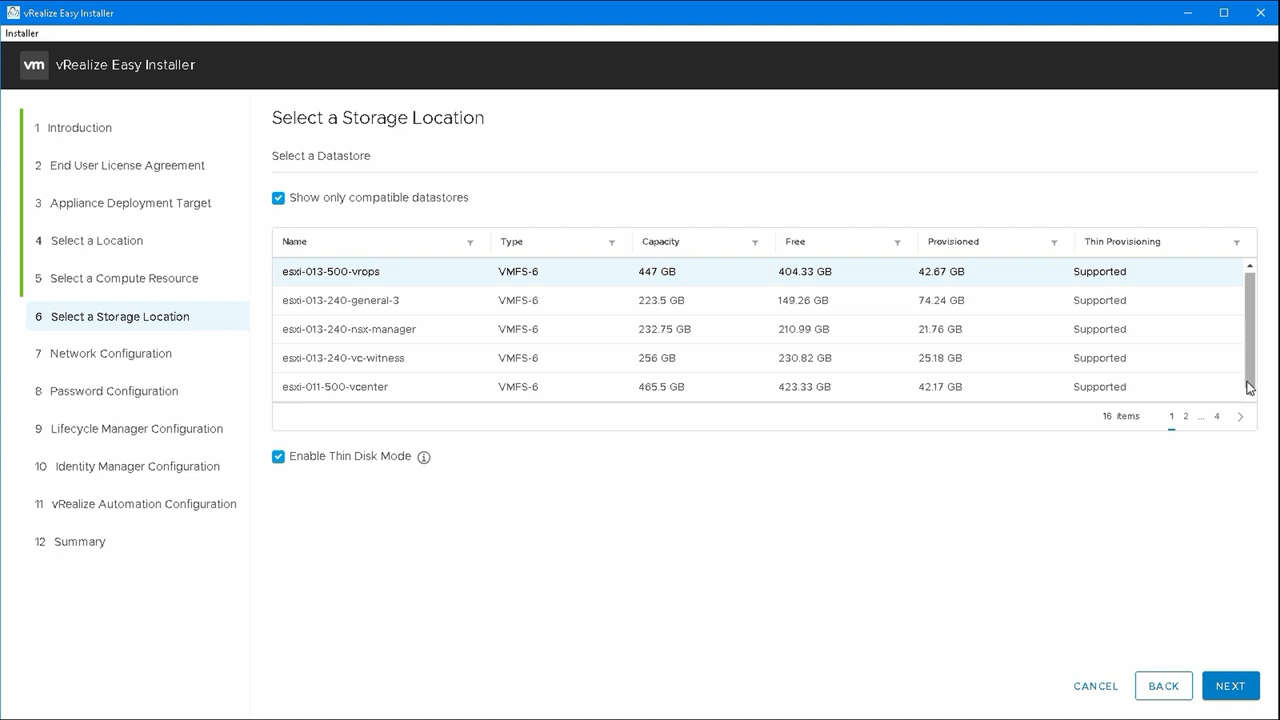 vRealize Easy Installer
Installer
vm vRealize Easy Installer
1 Introduction
2 End User License Agreement
3 Appliance Deployment Target
4 Select a Location
5 Select a Compute Resource
6 Select a Storage Location
7 Network Configuration
8 Password Configuration
9 Lifecycle Manager Configuration
10 Identity Manager Configuration
11 vRealize Automation Configuration
12 Summary
Select a Storage Location
Select a Datastore
Show only compatible datastores
Name Type Capacity Free Provisioned Thin Provisioning
esxi-013-500-vrops VMFS-6 447 GB 404.33 GB 42.67 GB Supported
esxi-013-240-general-3 VMFS-6 223.5 GB 149.26 GB 74.24 GB Supported
esxi-013-240-nsx-manager VMFS-6 232.75 GB 210.99 GB 21.76 GB Supported
esxi-013-240-vc-witness VMFS-6 256 GB 230.82 GB 25.18 GB Supported
esxi-011-500-vcenter VMFS-6 465.5 GB 423.33 GB 42.17 GB Supported
16 items 1 2 ... 4
Enable Thin Disk Mode
CANCEL BACK NEXT